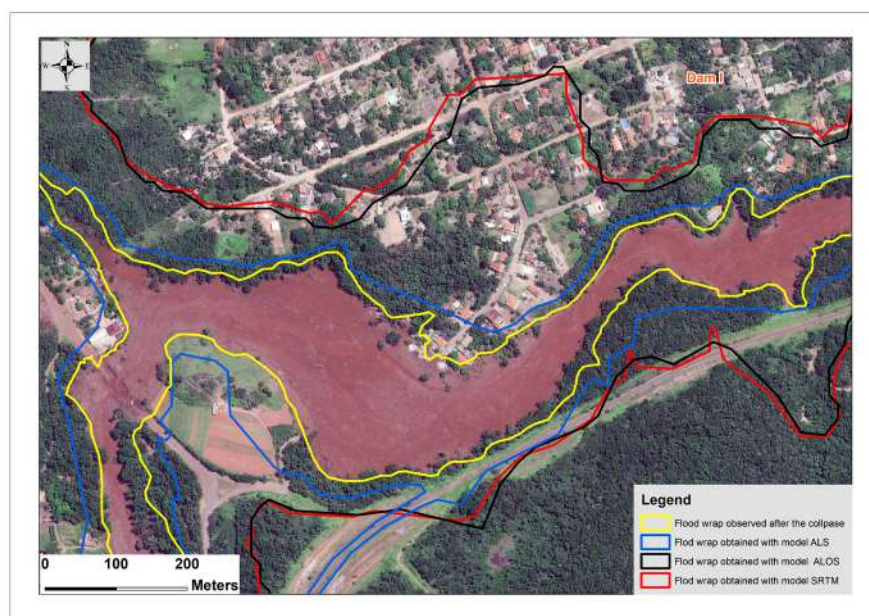 N
W E
S
Dam I
Legend
Flood wrap observed after the collpase
Flod wrap obtained with model ALS
Flod wrap obtained with model ALOS
Flod wrap obtained with model SRTM
0 100 200
Meters